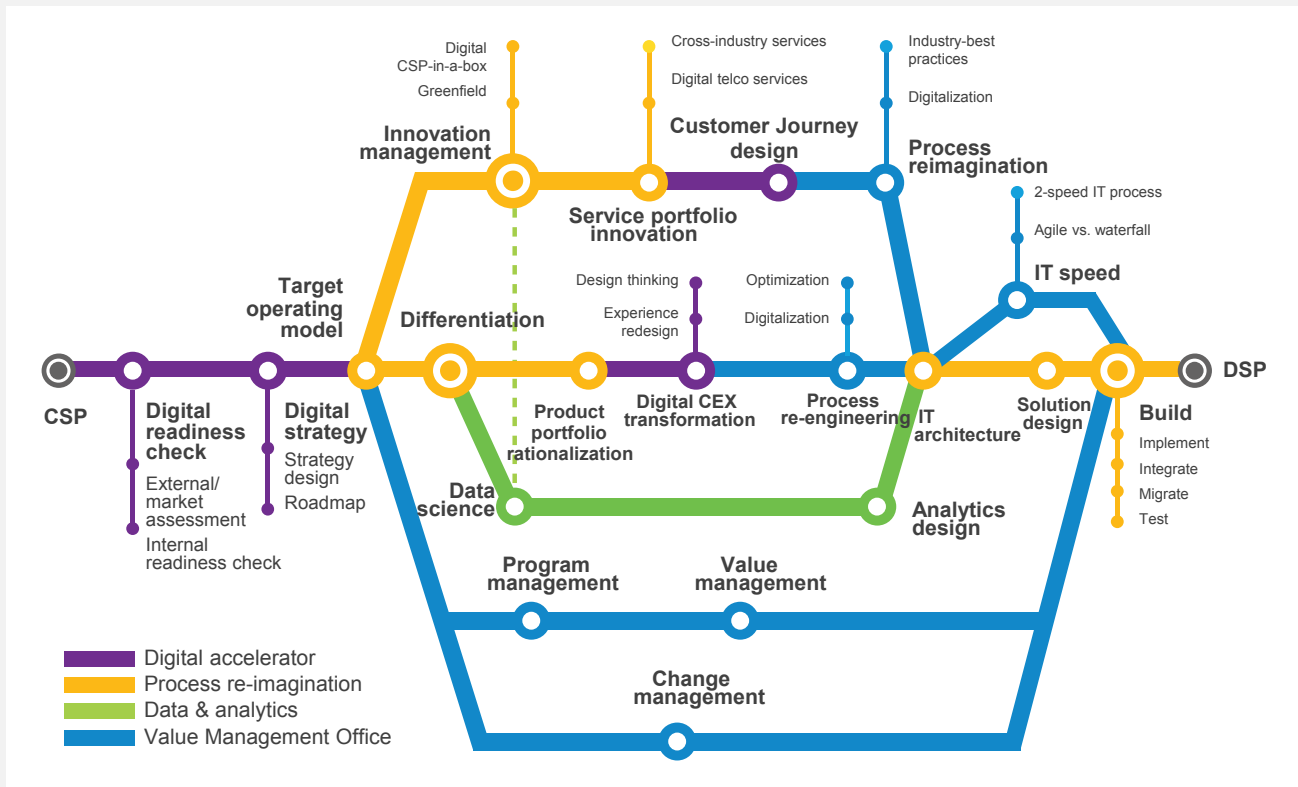 Digital
CSP-in-a-box
Greenfield
Innovation
management
Cross-industry services
Digital telco services
Customer Journey
design
Industry-best
practices
Digitalization
Process
reimagination
Service portfolio
innovation
2-speed IT process
Agile vs. waterfall
IT speed
Target
operating
model
Differentiation
Design thinking
Experience
redesign
Optimization
Digitalization
CSP
Digital
readiness
check
External/
market
assessment
Internal
readiness check
Digital
strategy
Strategy
design
Roadmap
Product
portfolio
rationalization
Digital CEX
transformation
Process
re-engineering
IT
architecture
Solution
design
Build
Implement
Integrate
Migrate
Test
DSP
Data
science
Analytics
design
Program
management
Value
management
Change
management
Digital accelerator
Process re-imagination
Data & analytics
Value Management Office